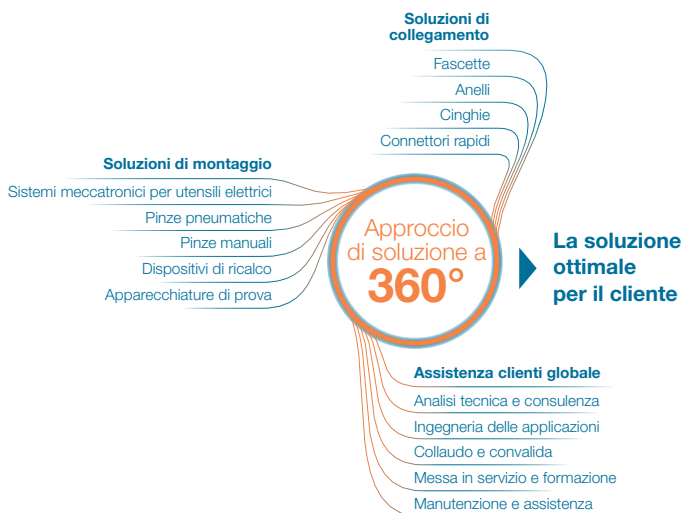 Soluzioni di
collegamento
Fascette
Anelli
Cinghie
Connettori rapidi
Soluzioni di montaggio
Sistemi meccatronici per utensili elettrici
Pinze pneumatiche
Pinze manuali
Dispositivi di ricalco
Apparecchiature di prova
Approccio
di soluzione a
360°
La soluzione
ottimale
per il cliente
Assistenza clienti globale
Analisi tecnica e consulenza
Ingegneria delle applicazioni
Collaudo e convalida
Messa in servizio e formazione
Manutenzione e assistenza